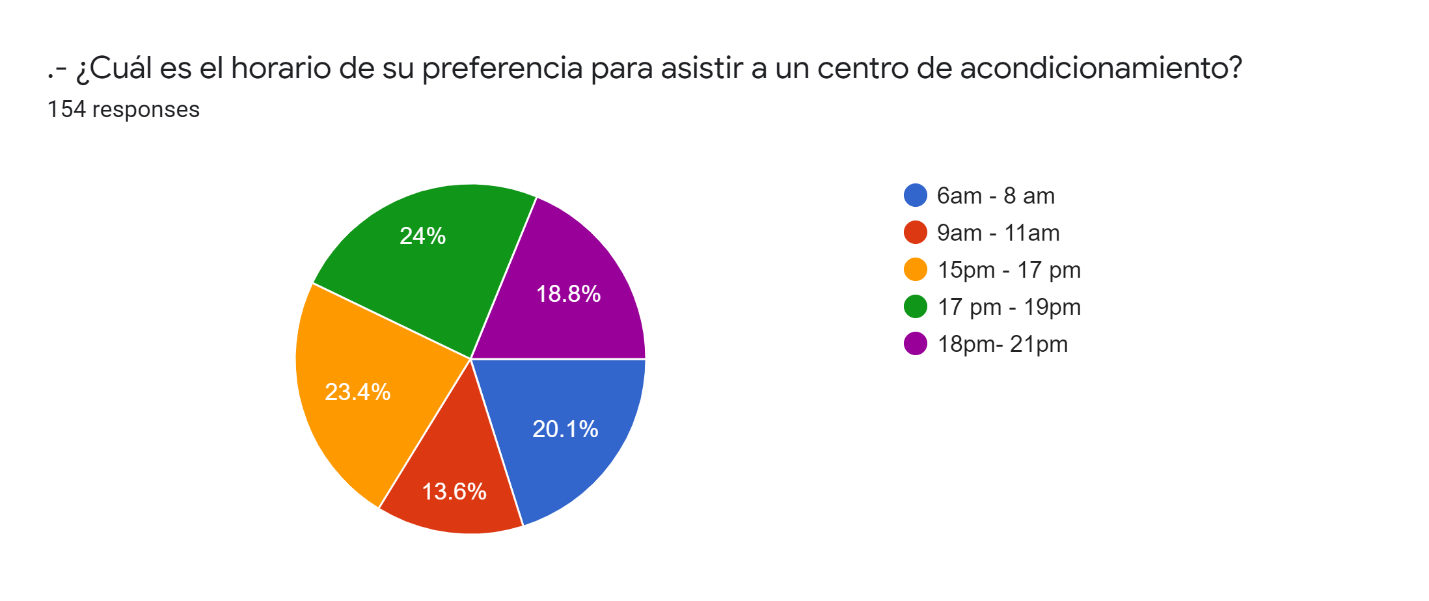 .- ¿Cuál es el horario de su preferencia para asistir a un centro de acondicionamiento?
154 responses
24%
18.8%
23.4%
20.1%
13.6%
6am - 8 am
9am - 11am
15pm - 17 pm
17 pm - 19pm
18pm- 21pm